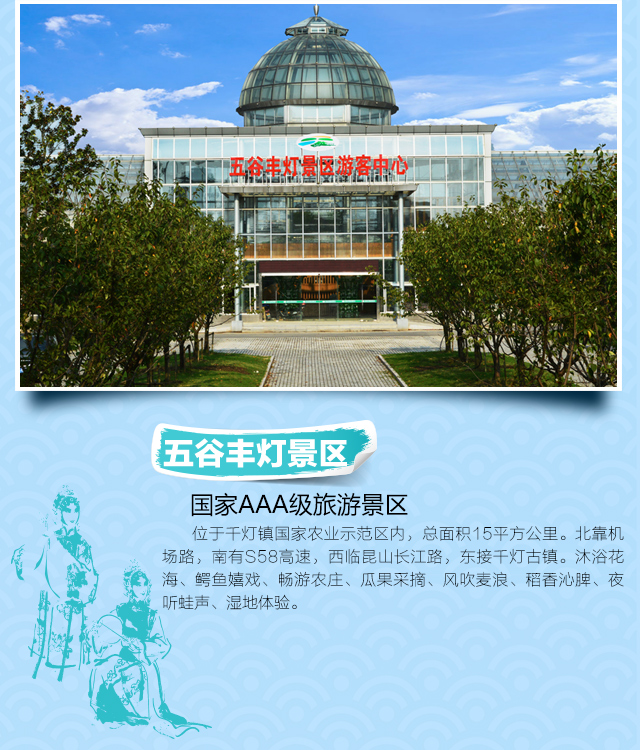 五谷丰灯景区游客中心
五谷丰灯景区
国家AAA级旅游景区
位于千灯镇国家农业示范区内，总面积15平方公里。北靠机
场路，南有S58高速，西临昆山长江路，东接千灯古镇。沐浴花
海、鳄鱼嬉戏、畅游农庄、瓜果采摘、风吹麦浪、稻香沁脾、夜
听蛙声、湿地体验。